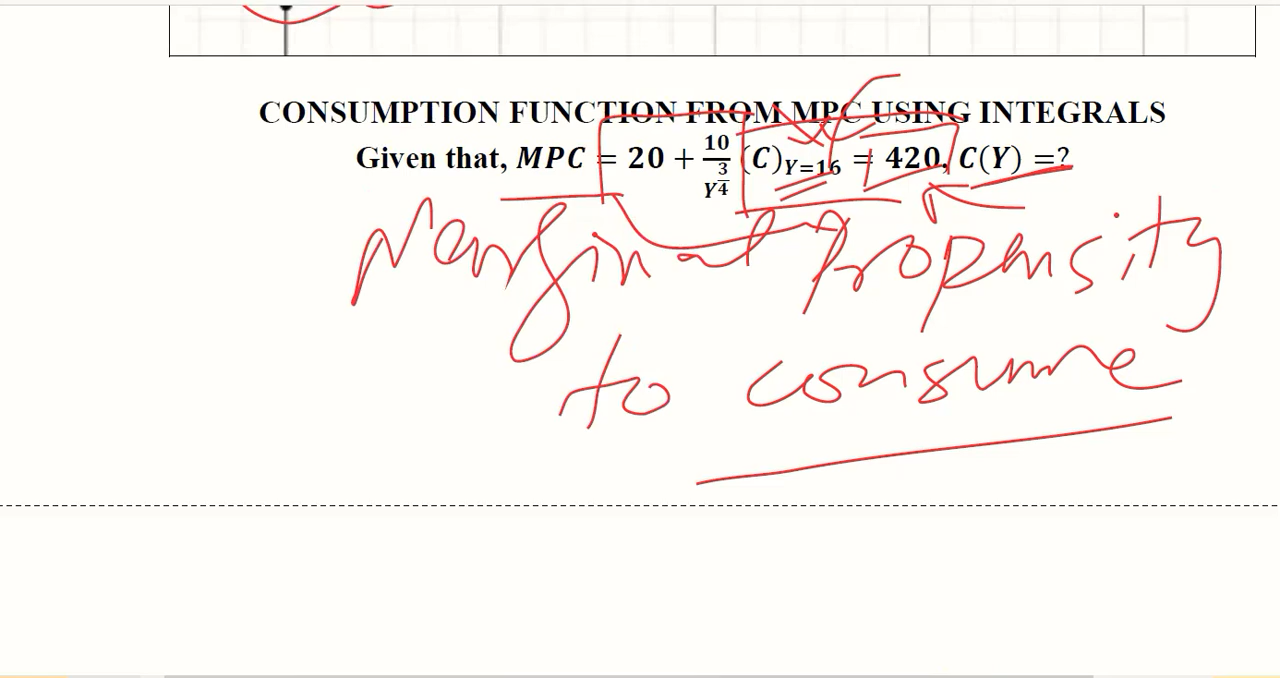 CONSUMPTION FUNCTION FROM MPC USING INTEGRALS
Given that, MPC = 20 + 10/Y^(3/4) (C)_{Y=16} = 420, C(Y) =?
Marginal Propensity
to consume